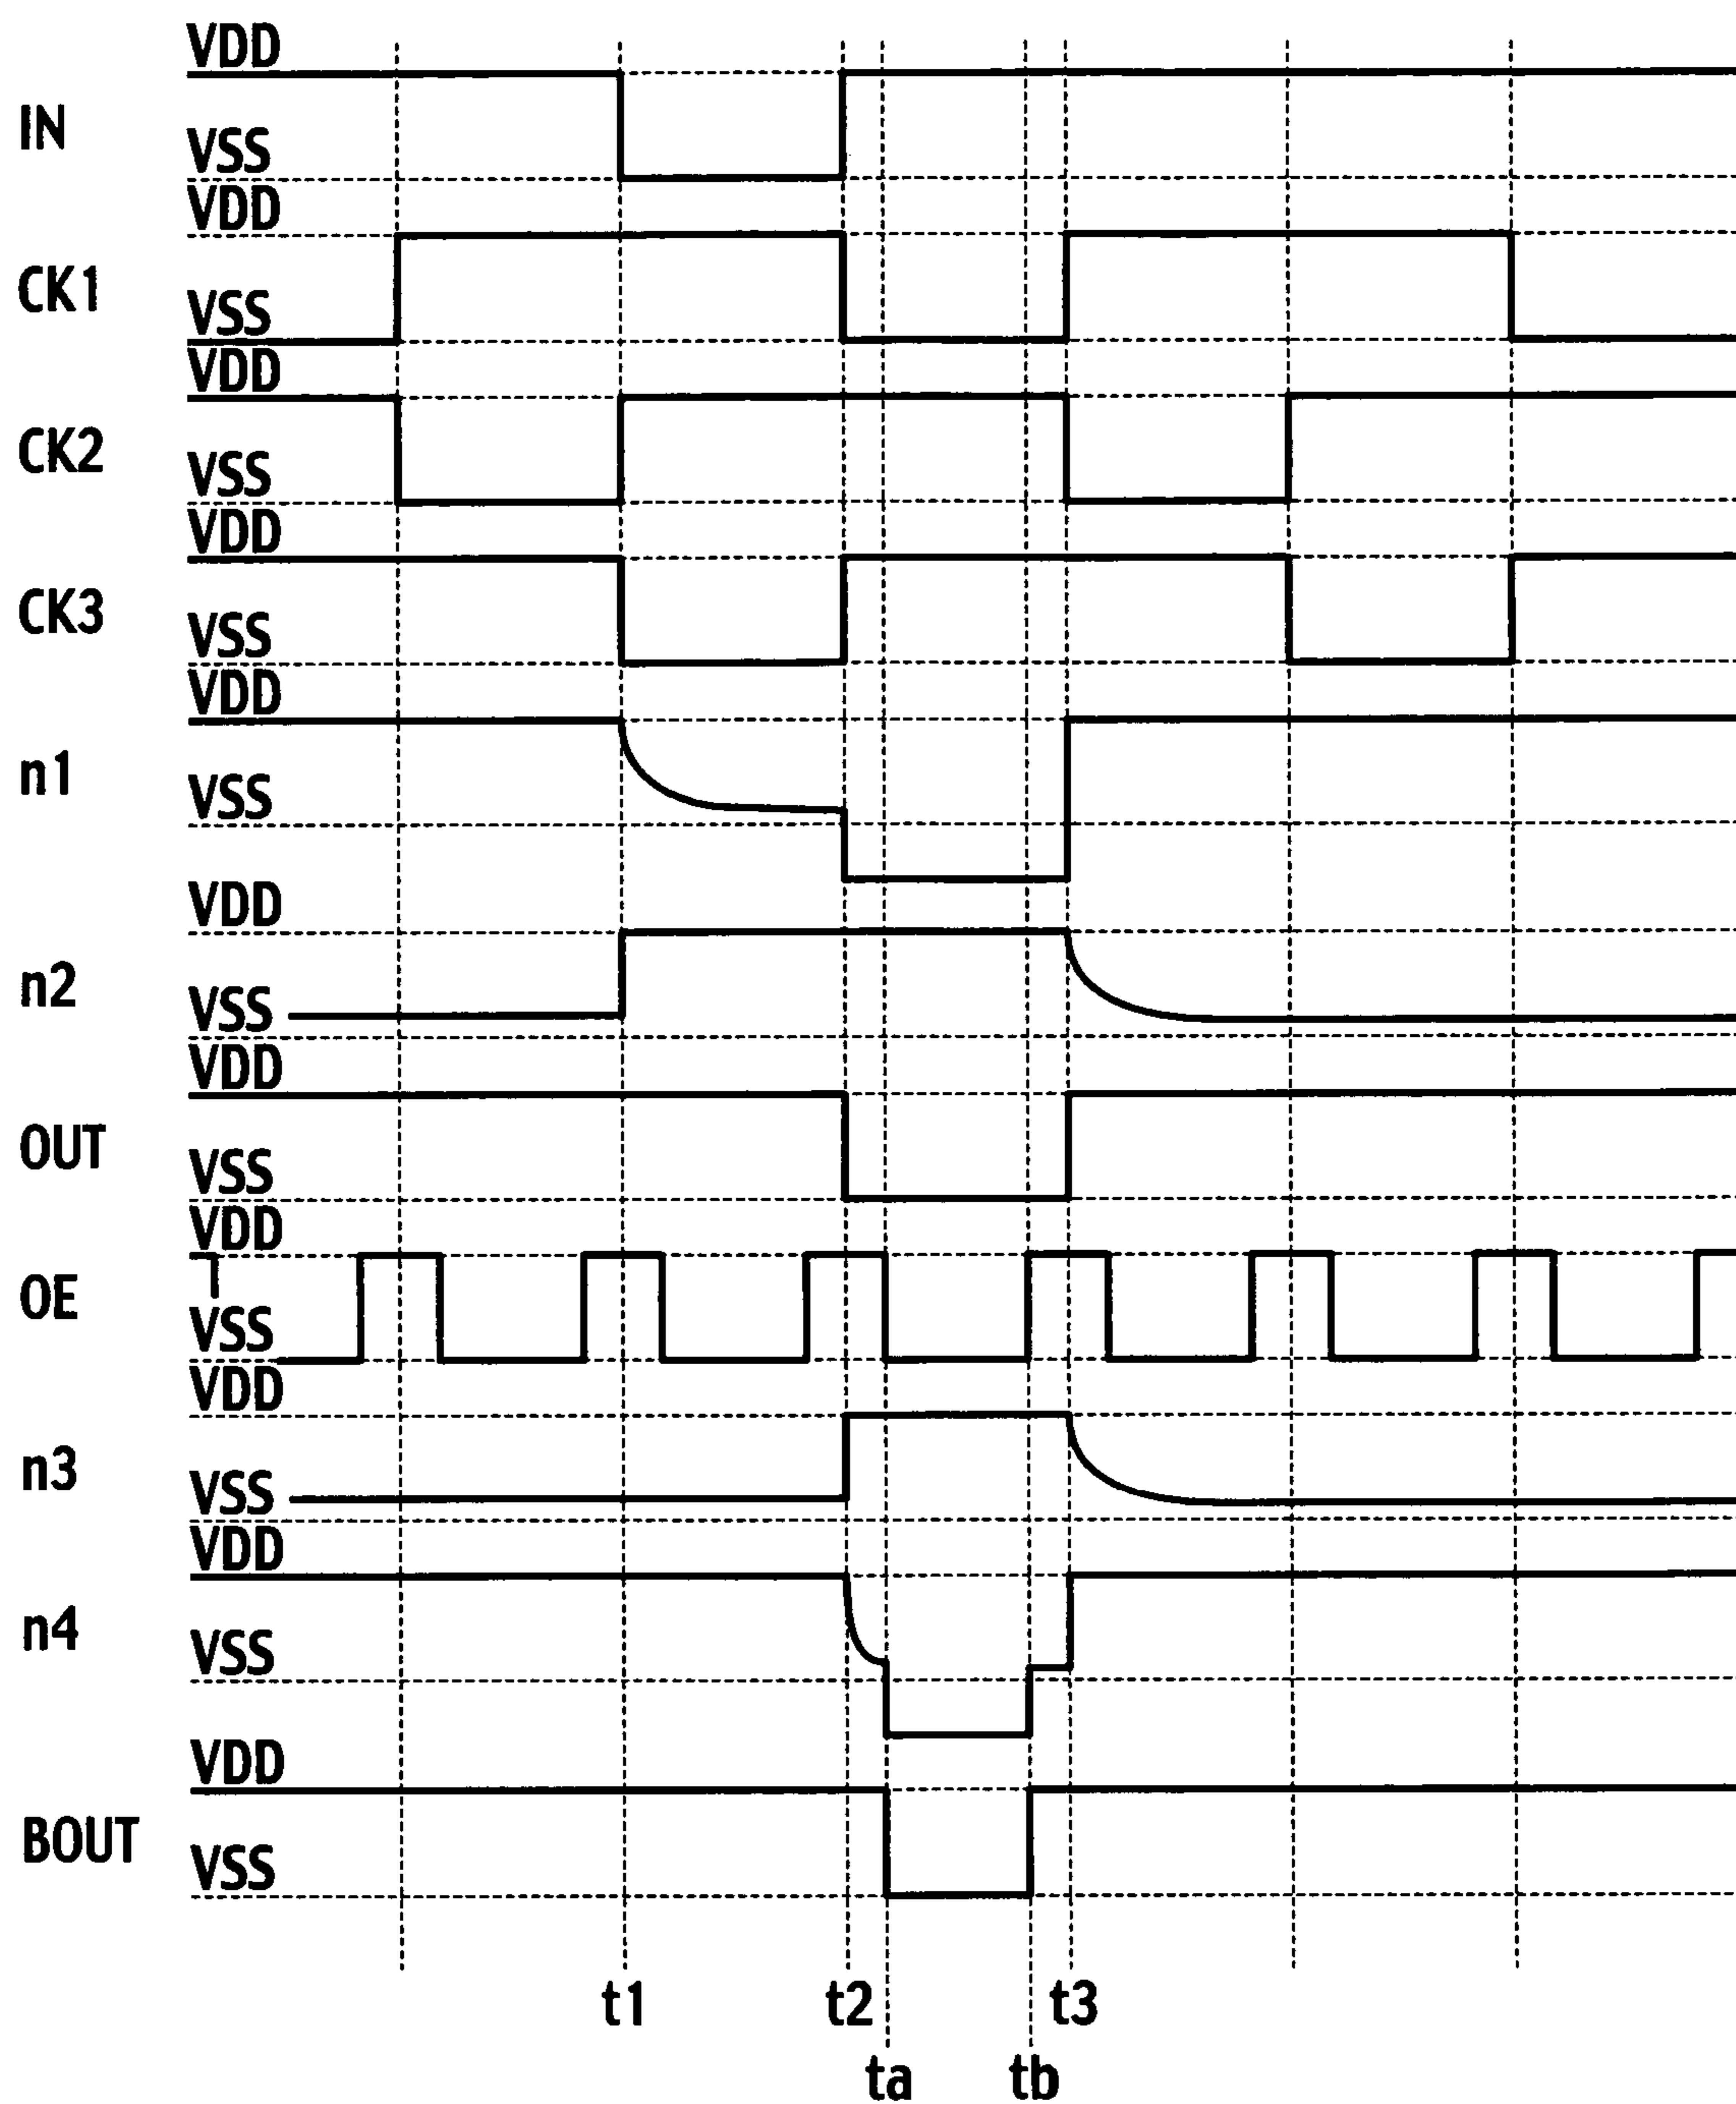 VDD
IN
VSS
VDD
CK1
VSS
VDD
CK2
VSS
VDD
CK3
VSS
VDD
n1
VSS
VDD
n2
VSS
VDD
OUT
VSS
VDD
OE
VSS
VDD
n3
VSS
VDD
n4
VSS
VDD
BOUT
VSS
t1 t2 t3
ta tb